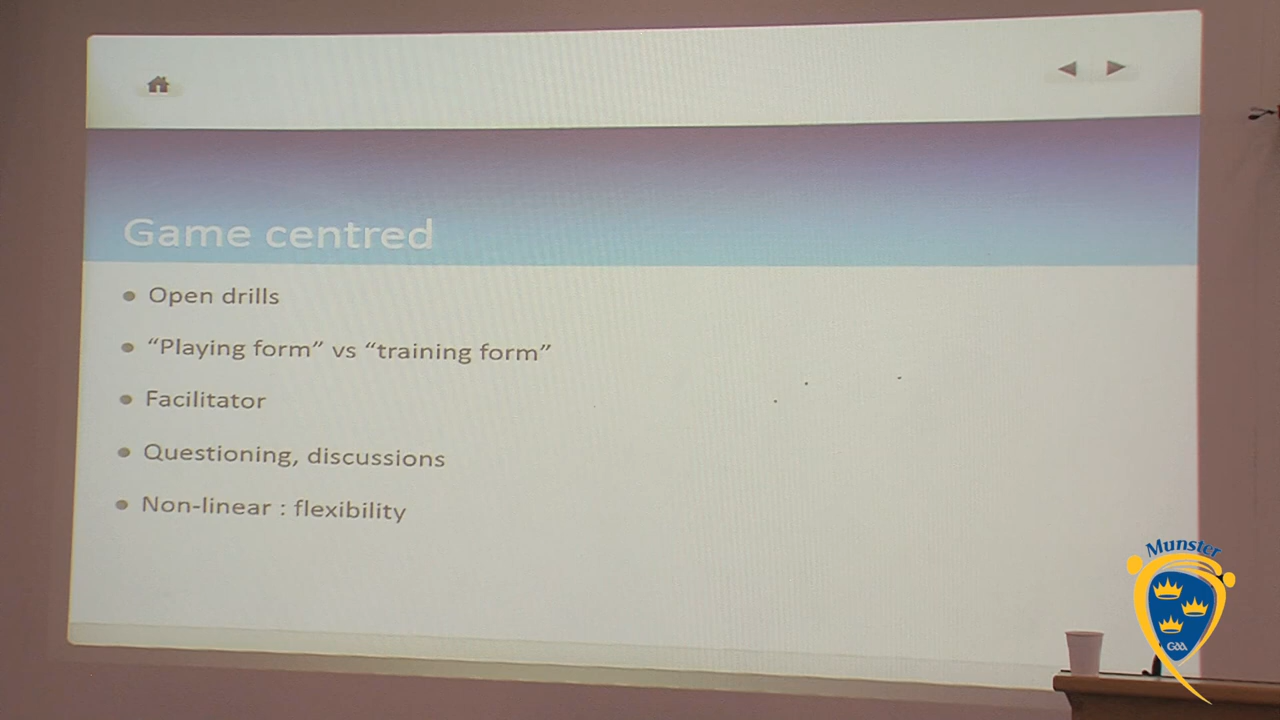 Game centred
Open drills
“Playing form” vs “training form”
Facilitator
Questioning, discussions
Non-linear : flexibility
Munster
GAA